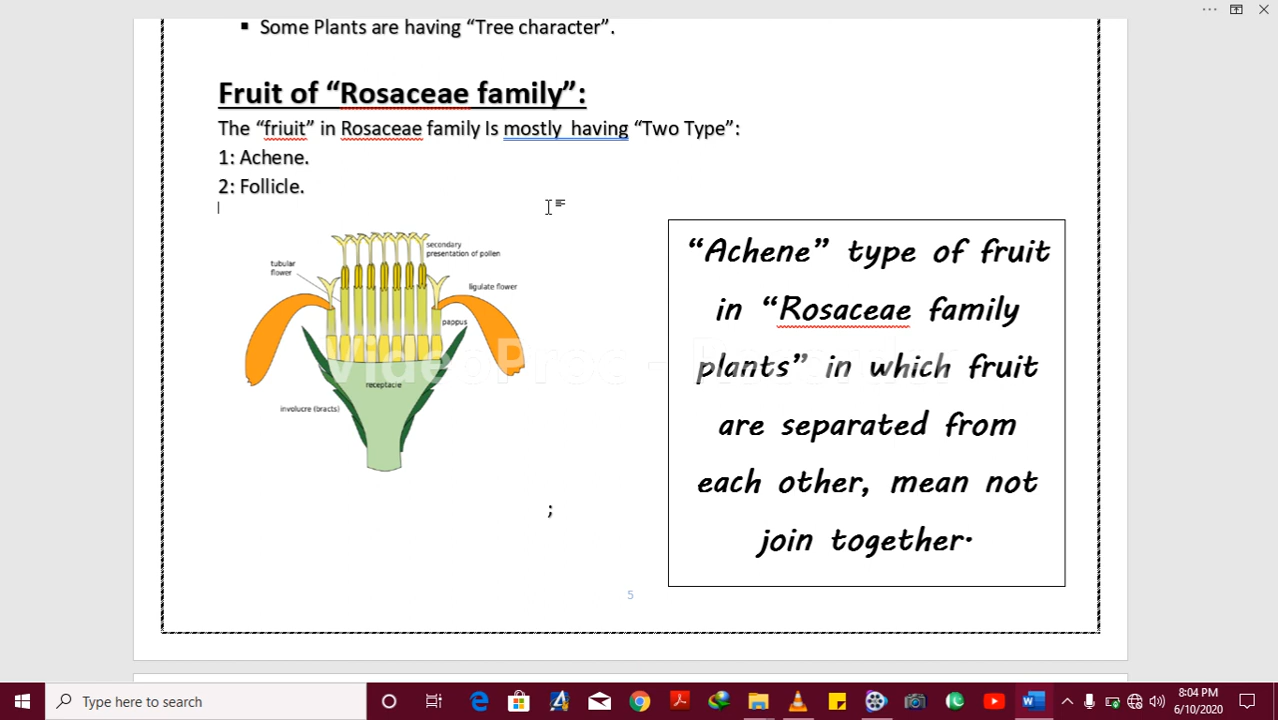 Some Plants are having “Tree character”.
Fruit of “Rosaceae family”:
The “friuit” in Rosaceae family Is mostly  having “Two Type”:
1: Achene.
2: Follicle.
secondary
presentation of pollen
tubular
flower
ligulate flower
pappus
receptacle
involucre (bracts)
“Achene” type of fruit
in “Rosaceae family
plants” in which fruit
are separated from
each other, mean not
join together.
;
VideoProc - Recorder
5
Type here to search
8:04 PM
6/10/2020